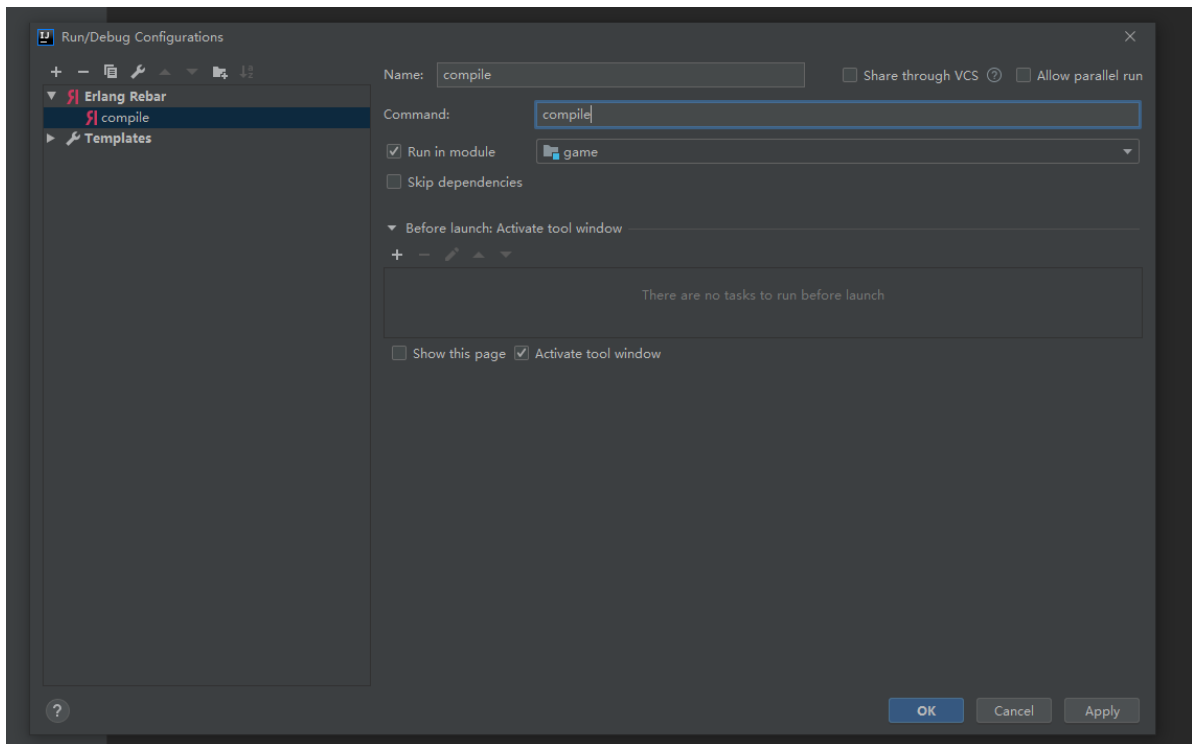 Run/Debug Configurations
Erlang Rebar
compile
Templates
Name: compile
Share through VCS
Allow parallel run
Command: compile
Run in module game
Skip dependencies
Before launch: Activate tool window
There are no tasks to run before launch
Show this page Activate tool window
? OK Cancel Apply